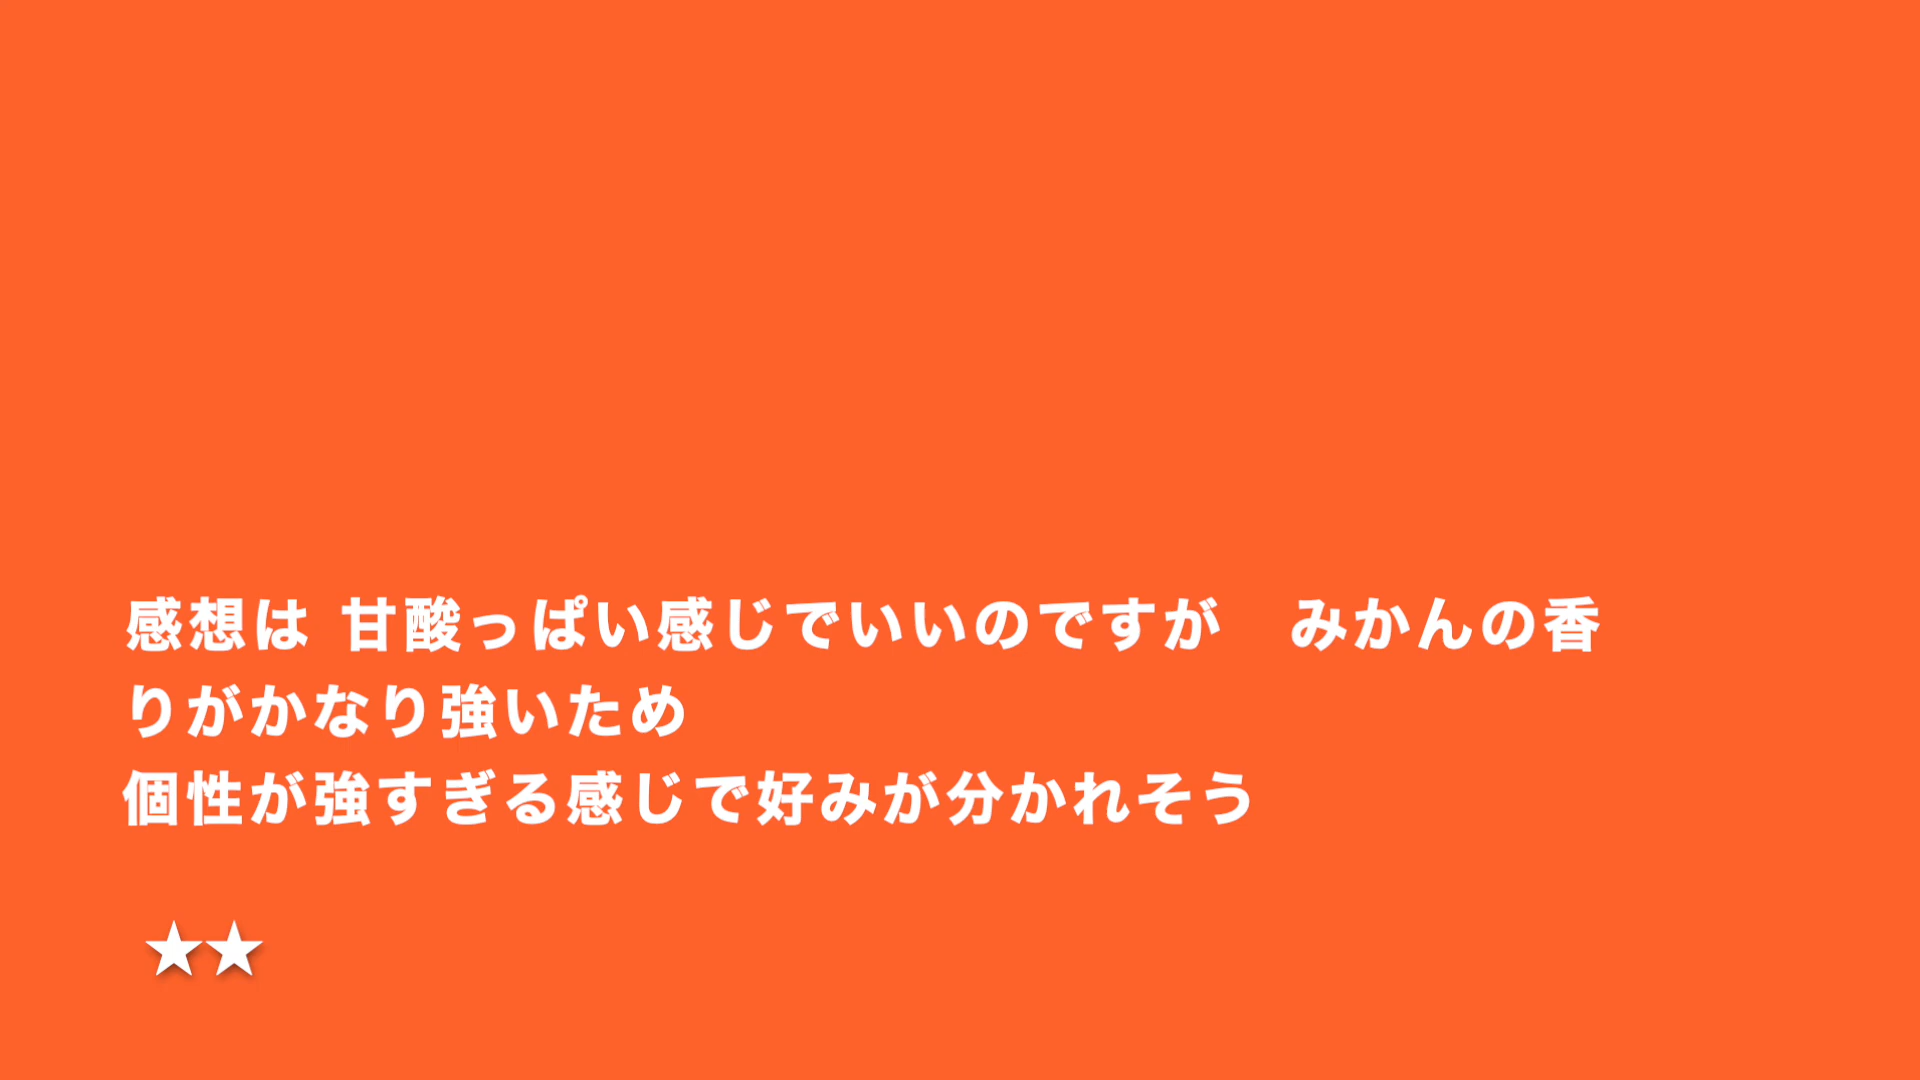 感想は 甘酸っぱい感じでいいのですが　みかんの香
りがかなり強いため
個性が強すぎる感じで好みが分かれそう
★★